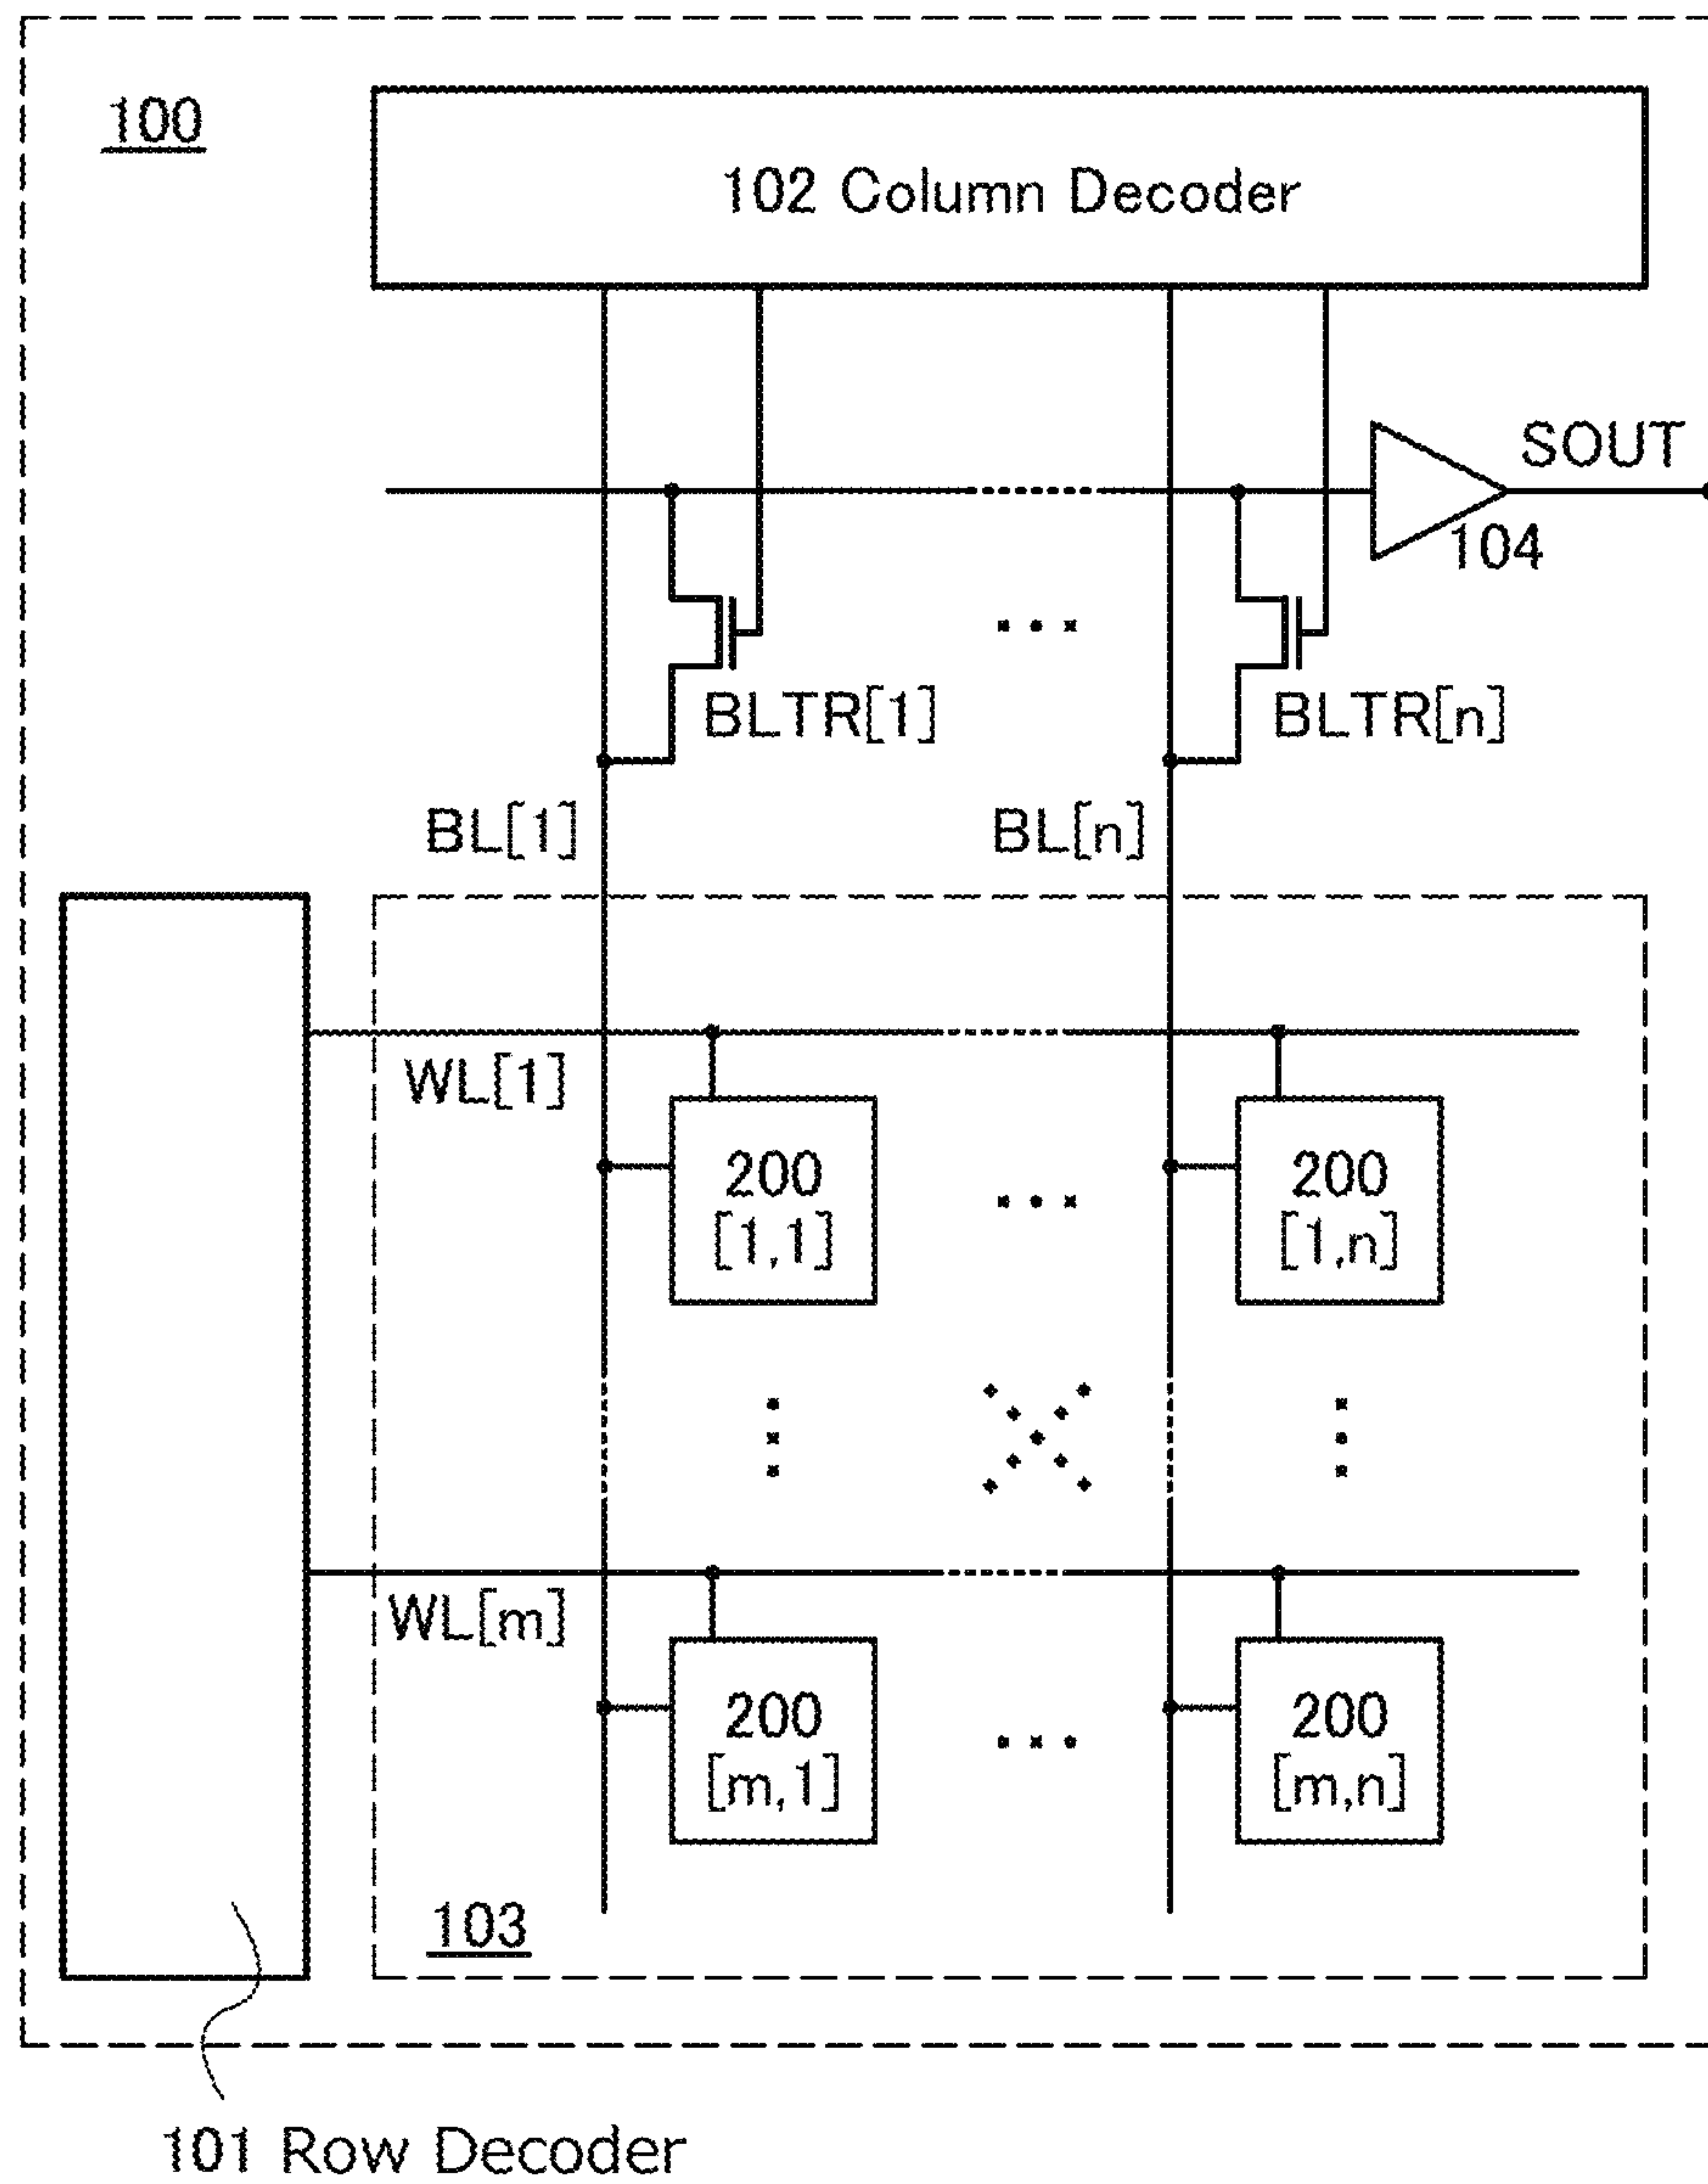 100
102 Column Decoder
SOUT
104
BLTR[1]
BLTR[n]
BL[1]
BL[n]
WL[1]
200
[1,1]
200
[1,n]
WL[m]
200
[m,1]
200
[m,n]
103
101 Row Decoder